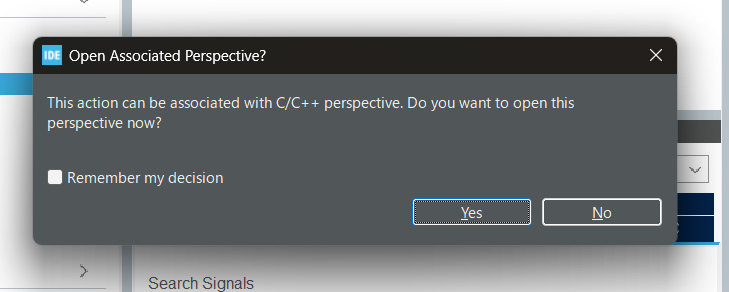 IDE Open Associated Perspective?
This action can be associated with C/C++ perspective. Do you want to open this
perspective now?
Remember my decision
Yes No
Search Signals